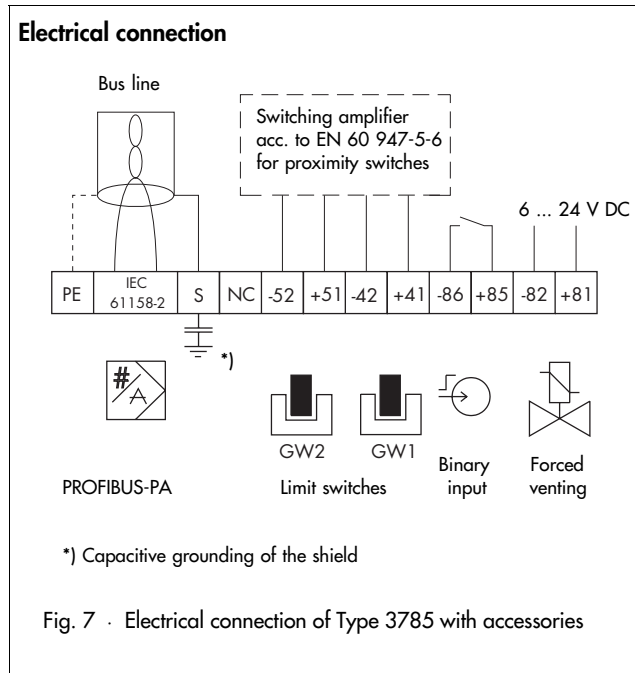 Electrical connection
Bus line
Switching amplifier
acc. to EN 60 947-5-6
for proximity switches
6 ... 24 V DC
PE
IEC
61158-2
S
NC
-52
+51
-42
+41
-86
+85
-82
+81
*)
#
A
GW2
GW1
PROFIBUS-PA
Limit switches
Binary
input
Forced
venting
*) Capacitive grounding of the shield
Fig. 7 · Electrical connection of Type 3785 with accessories